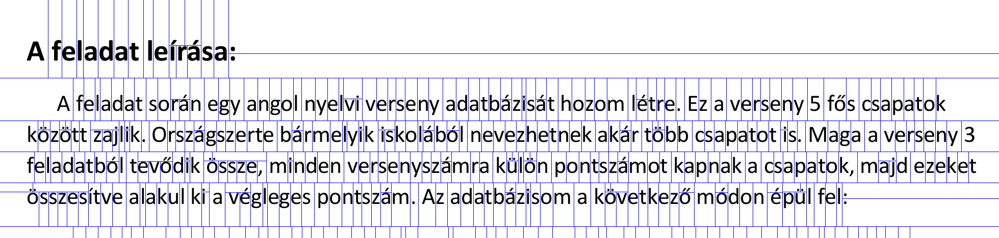 A feladat leírása:
A feladat során egy angol nyelvi verseny adatbázisát hozom létre. Ez a verseny 5 fős csapatok
között zajlik. Országszerte bármelyik iskolából nevezhetnek akár több csapatot is. Maga a verseny 3
feladatból tevődik össze, minden versenyszámra külön pontszámot kapnak a csapatok, majd ezeket
összesítve alakul ki a végleges pontszám. Az adatbázisom a következő módon épül fel: